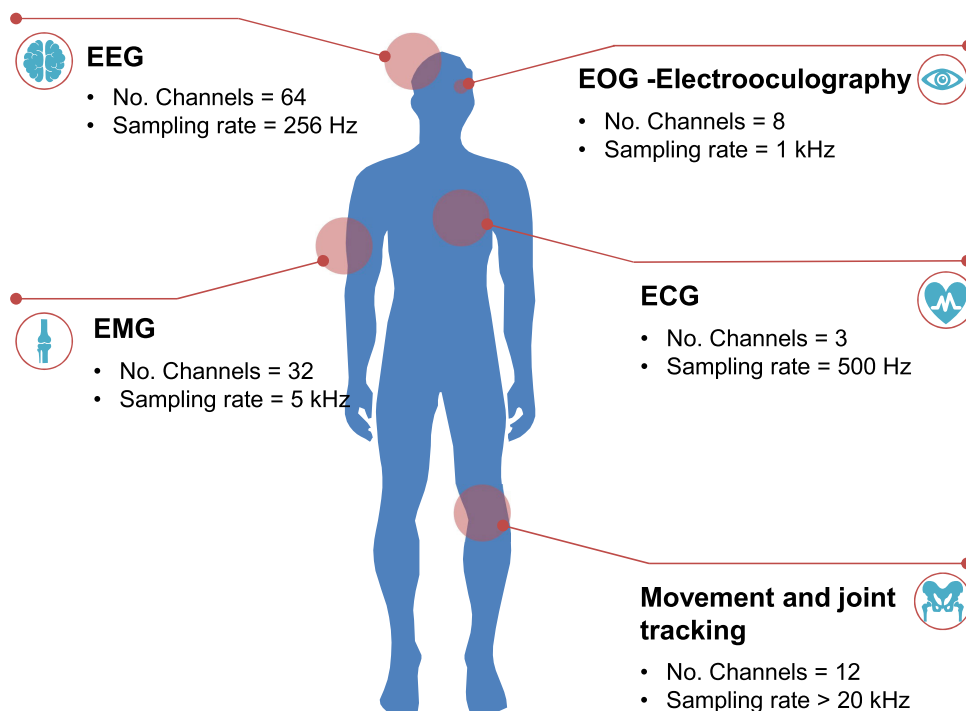 EEG
• No. Channels = 64
• Sampling rate = 256 Hz
EOG -Electrooculography
• No. Channels = 8
• Sampling rate = 1 kHz
EMG
• No. Channels = 32
• Sampling rate = 5 kHz
ECG
• No. Channels = 3
• Sampling rate = 500 Hz
Movement and joint
tracking
• No. Channels = 12
• Sampling rate > 20 kHz